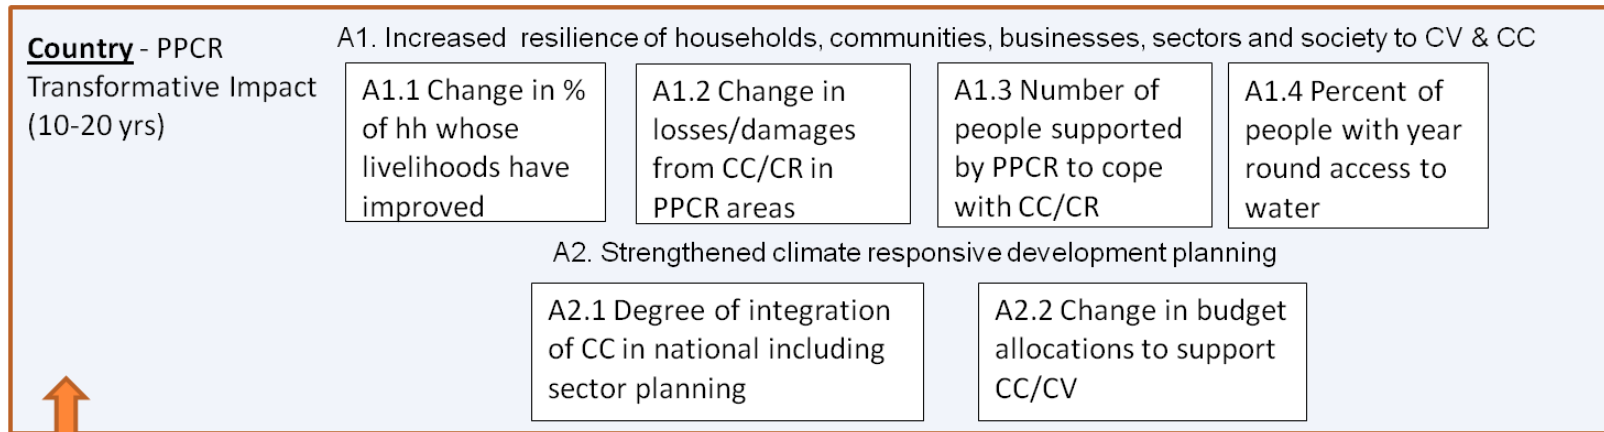 Country - PPCR
Transformative Impact
(10-20 yrs)
A1. Increased resilience of households, communities, businesses, sectors and society to CV & CC
A1.1 Change in %
of hh whose
livelihoods have
improved
A1.2 Change in
losses/damages
from CC/CR in
PPCR areas
A1.3 Number of
people supported
by PPCR to cope
with CC/CR
A1.4 Percent of
people with year
round access to
water
A2. Strengthened climate responsive development planning
A2.1 Degree of integration
of CC in national including
sector planning
A2.2 Change in budget
allocations to support
CC/CV